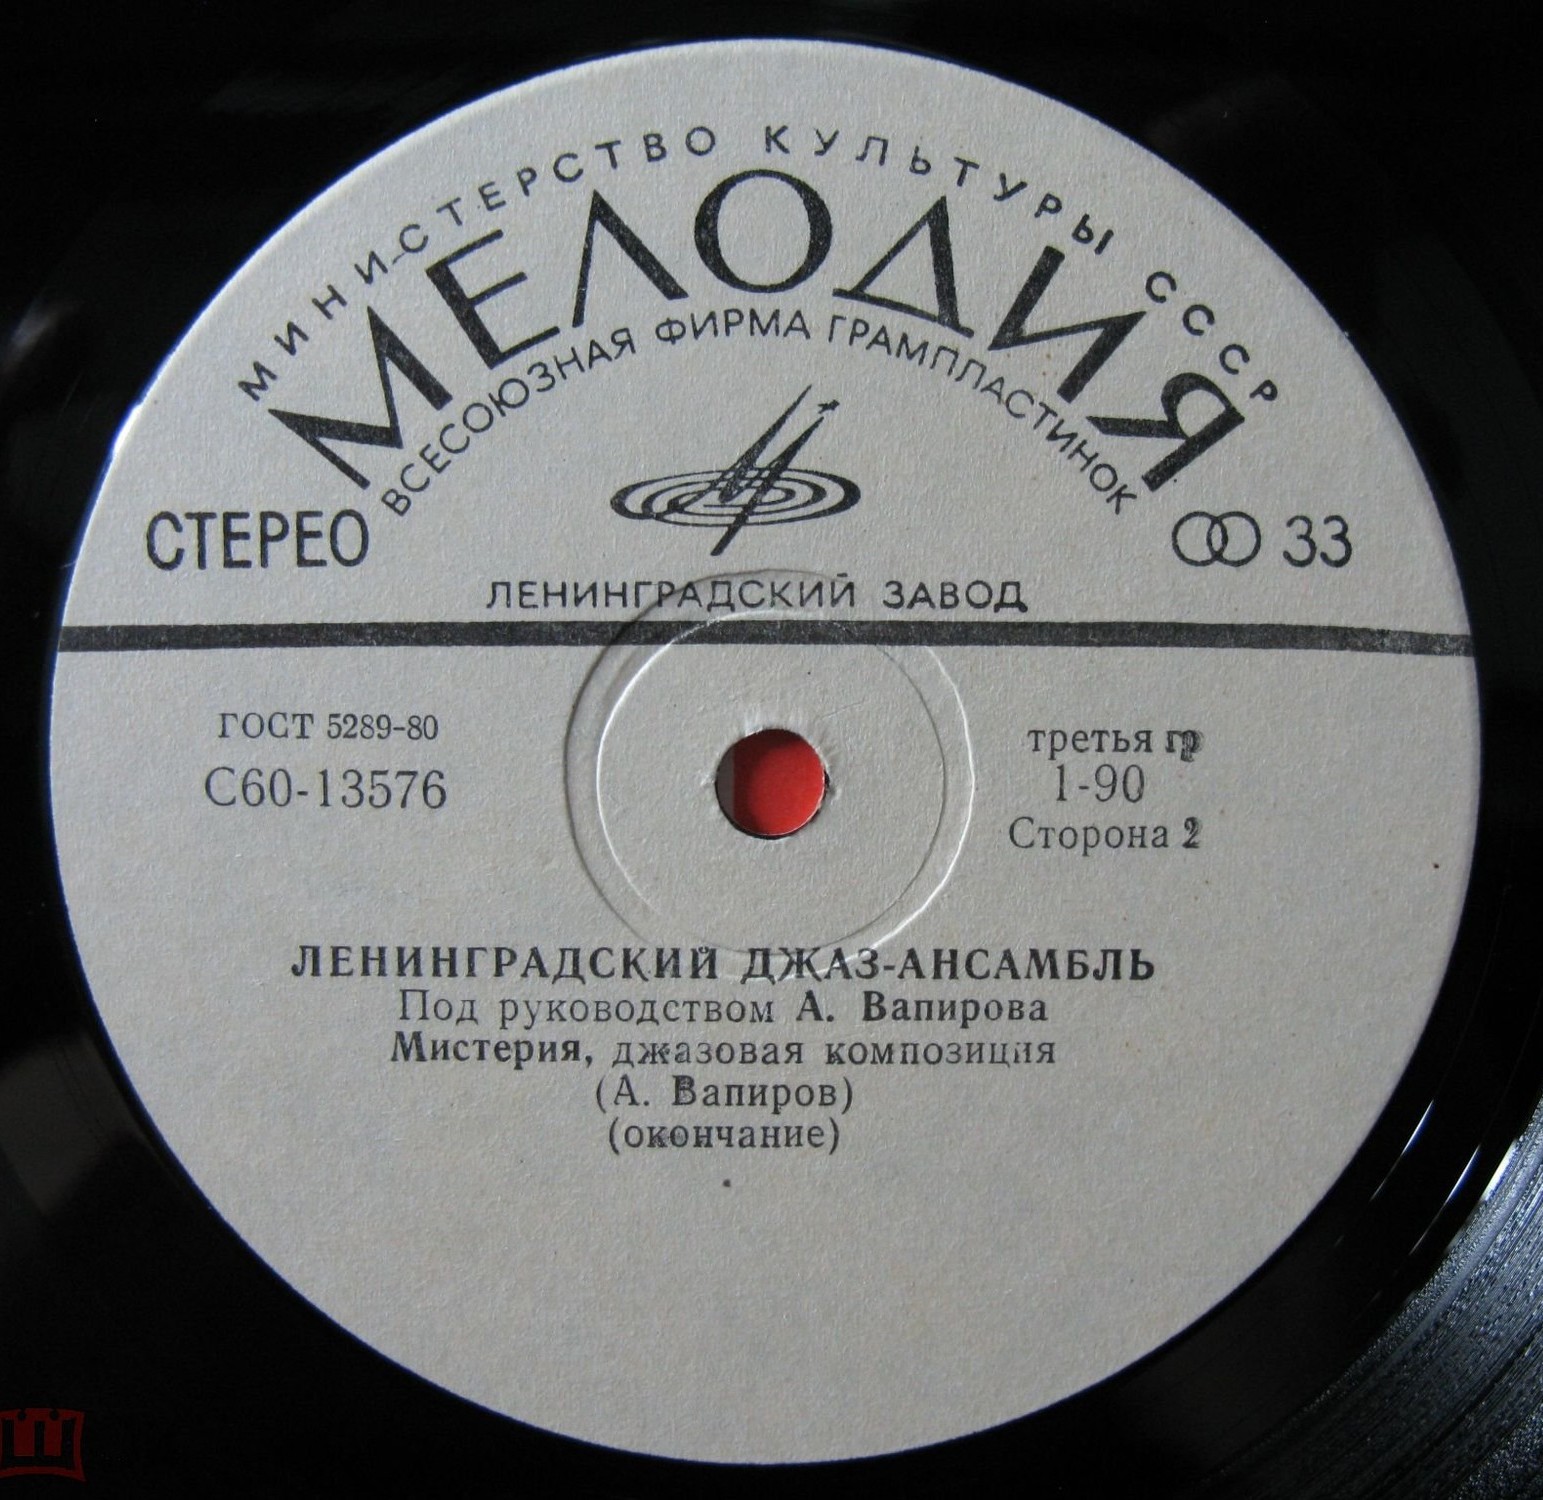 МИНИСТЕРСТВО КУЛЬТУРЫ СССР
МЕЛОДИЯ
ВСЕСОЮЗНАЯ ФИРМА ГРАМПЛАСТИНОК
СТЕРЕО
33
ЛЕНИНГРАДСКИЙ ЗАВОД
ГОСТ 5289-80
С60-13576
третья гр
1-90
Сторона 2
ЛЕНИНГРАДСКИЙ ДЖАЗ-АНСАМБЛЬ
Под руководством А. Вапирова
Мистерия, джазовая композиция
(А. Вапиров)
(окончание)